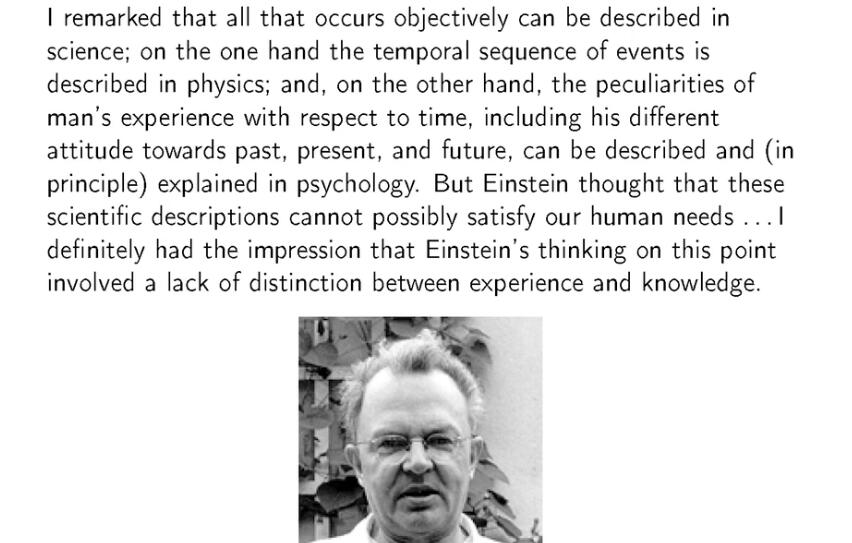 I remarked that all that occurs objectively can be described in
science; on the one hand the temporal sequence of events is
described in physics; and, on the other hand, the peculiarities of
man's experience with respect to time, including his different
attitude towards past, present, and future, can be described and (in
principle) explained in psychology. But Einstein thought that these
scientific descriptions cannot possibly satisfy our human needs ...I
definitely had the impression that Einstein's thinking on this point
involved a lack of distinction between experience and knowledge.